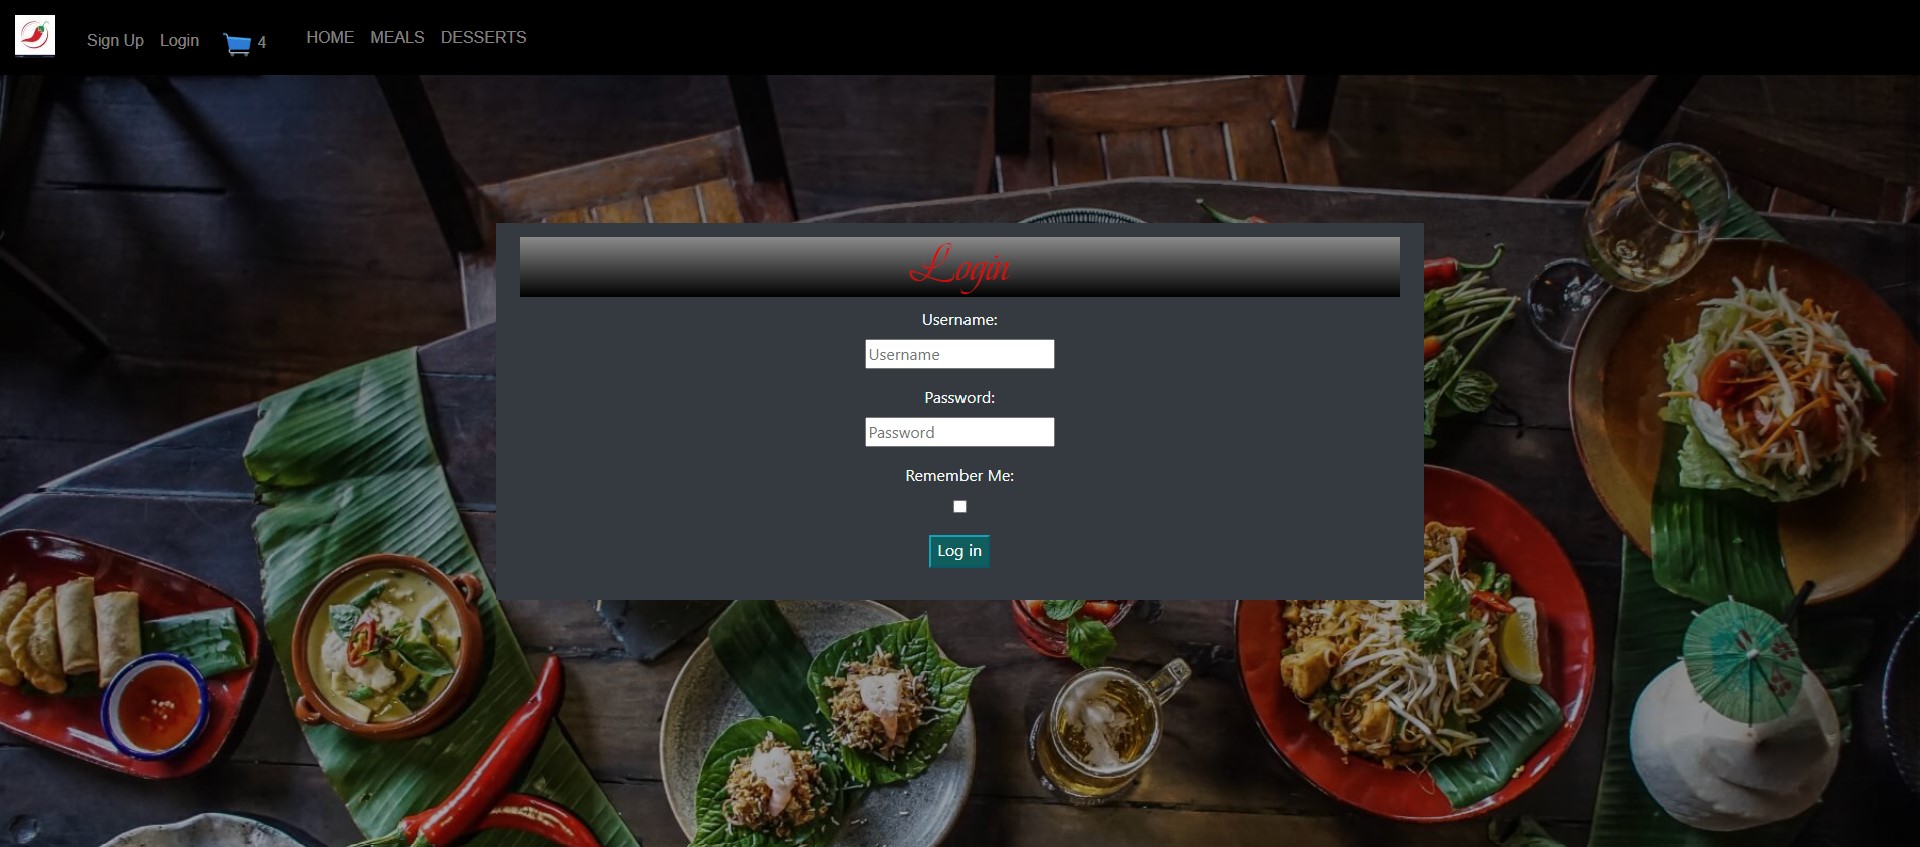 Sign Up Login 4 HOME MEALS DESSERTS
Login
Username:
Username
Password:
Password
Remember Me:
Log in